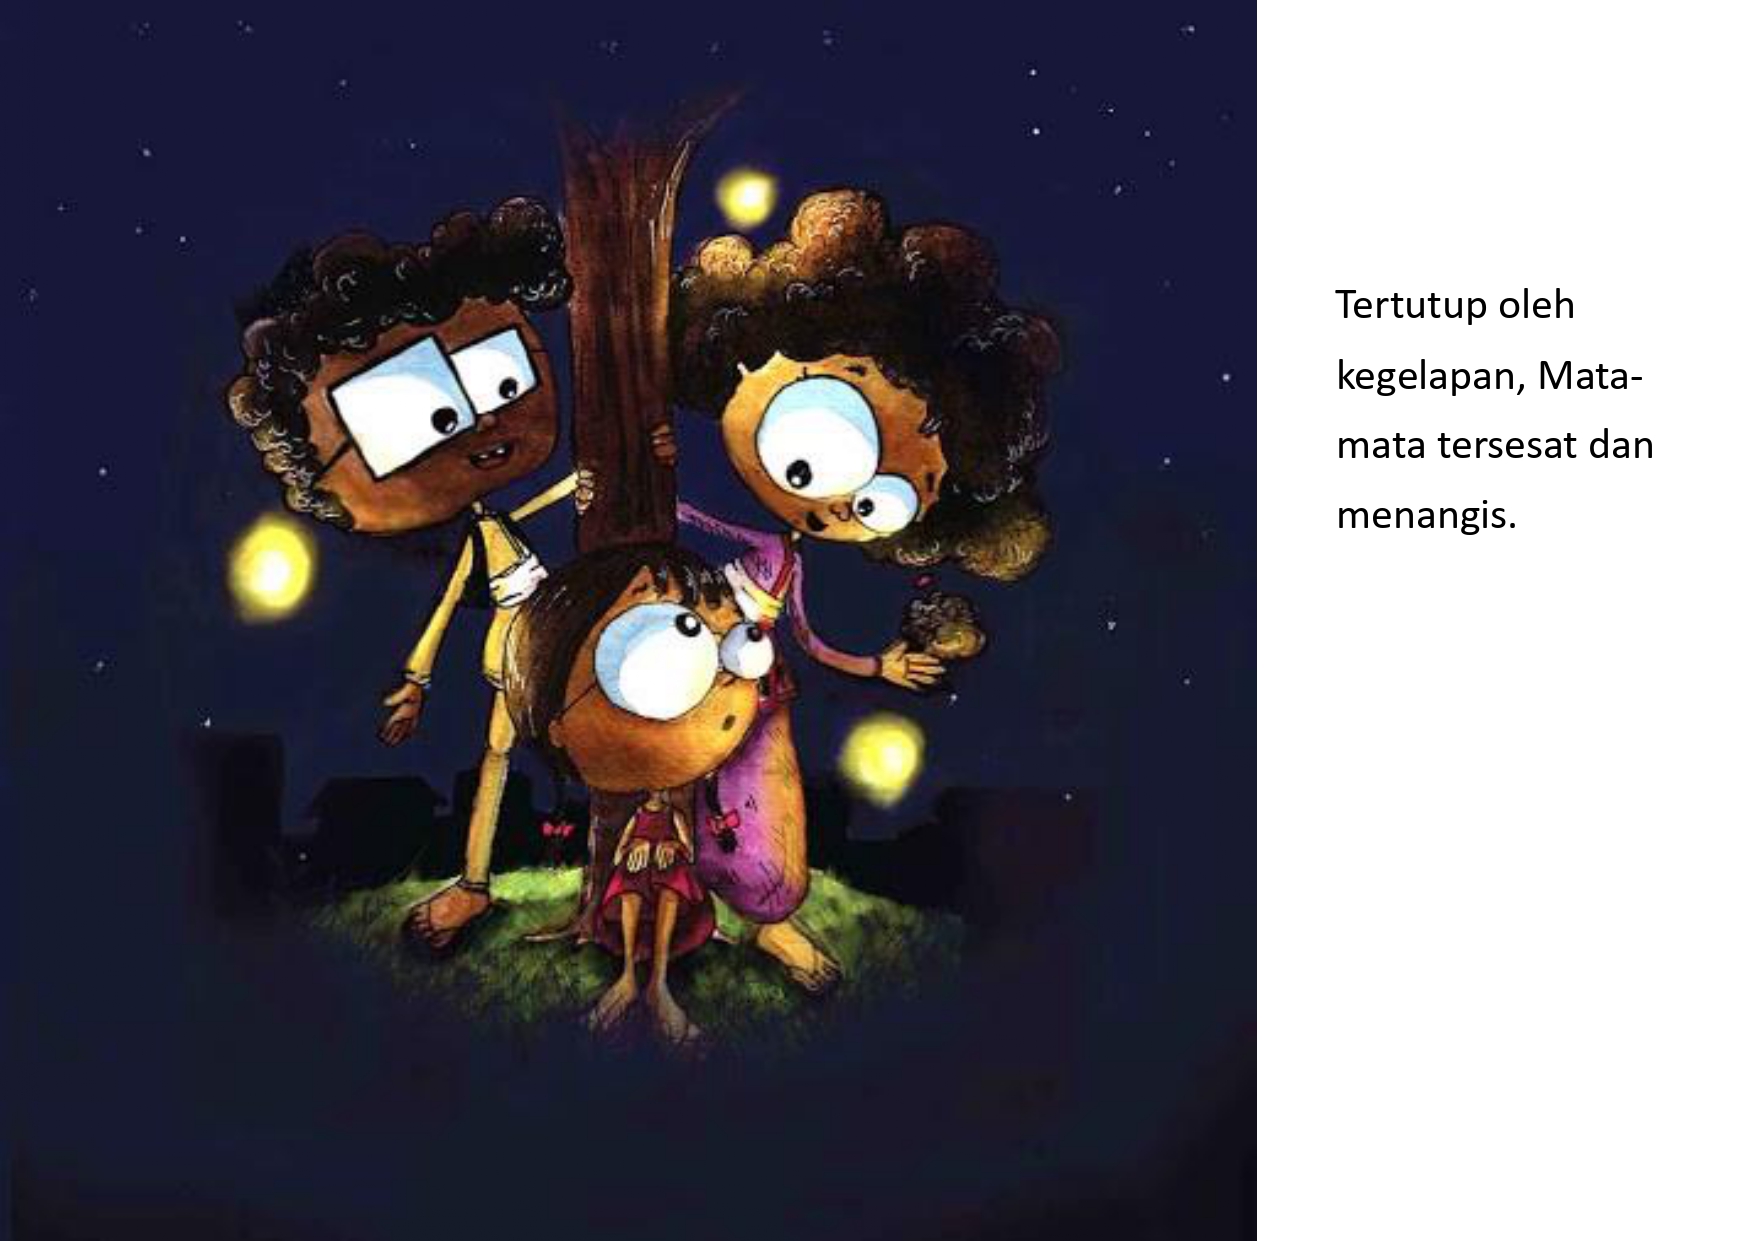 Tertutup oleh
kegelapan, Mata-
mata tersesat dan
menangis.